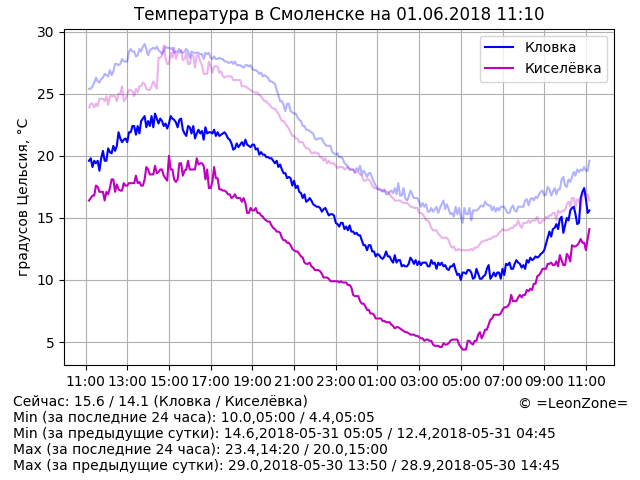 Температура в Смоленске на 01.06.2018 11:10
Кловка
Киселёвка
градусов Цельсия, °C
30
25
20
15
10
5
11:00 13:00 15:00 17:00 19:00 21:00 23:00 01:00 03:00 05:00 07:00 09:00 11:00
Сейчас: 15.6 / 14.1 (Кловка / Киселёвка)
© =LeonZone=
Min (за последние 24 часа): 10.0,05:00 / 4.4,05:05
Min (за предыдущие сутки): 14.6,2018-05-31 05:05 / 12.4,2018-05-31 04:45
Max (за последние 24 часа): 23.4,14:20 / 20.0,15:00
Max (за предыдущие сутки): 29.0,2018-05-30 13:50 / 28.9,2018-05-30 14:45